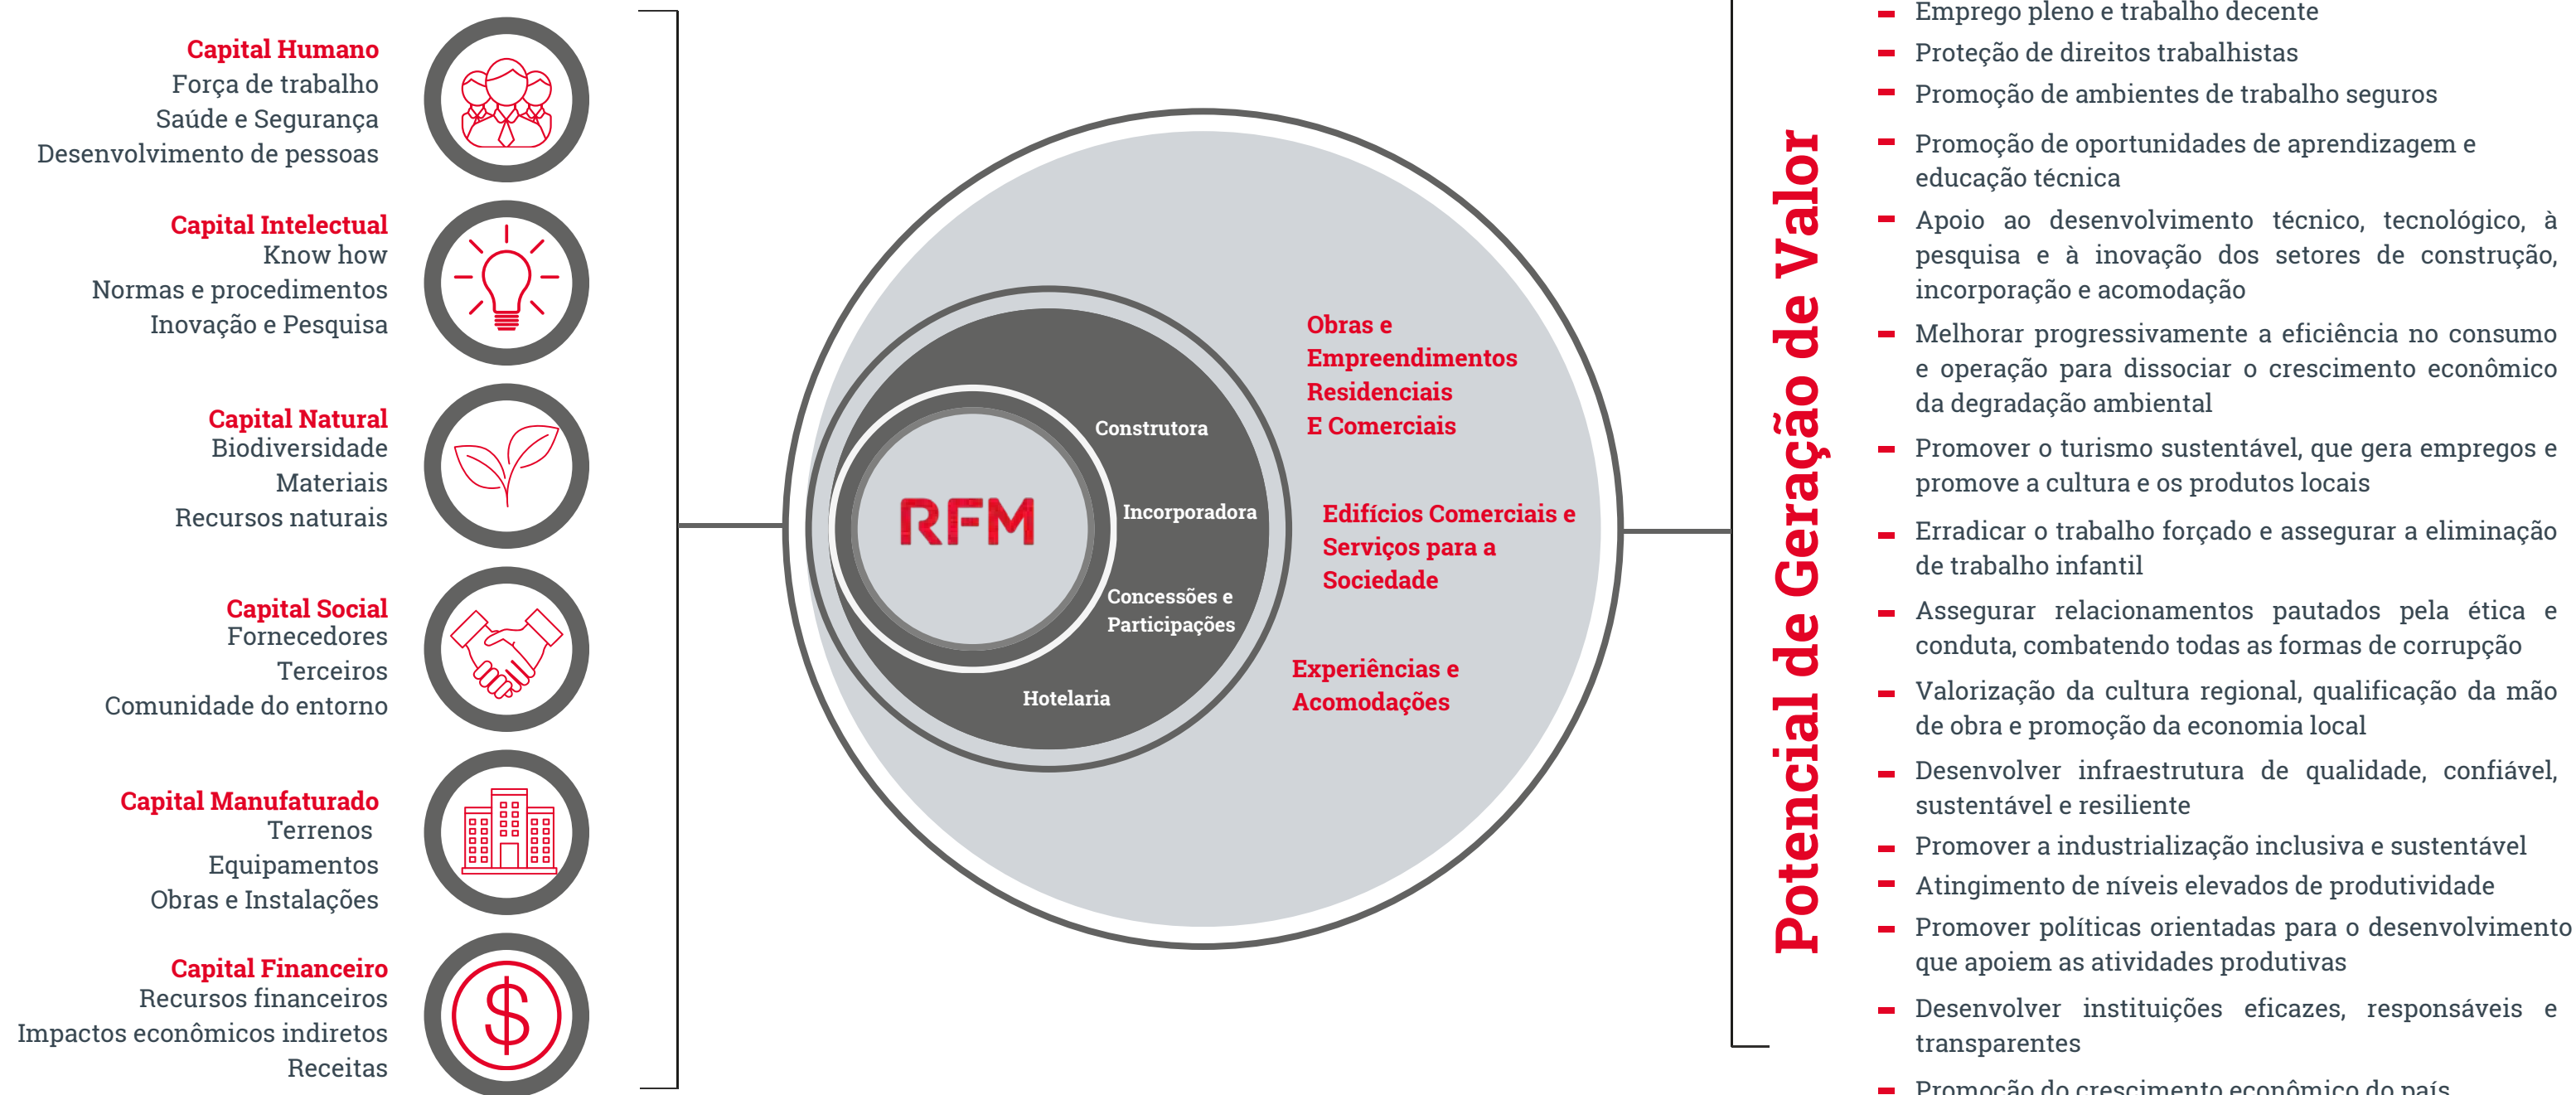 Capital Humano
Força de trabalho
Saúde e Segurança
Desenvolvimento de pessoas
Capital Intelectual
Know how
Normas e procedimentos
Inovação e Pesquisa
Capital Natural
Biodiversidade
Materiais
Recursos naturais
Capital Social
Fornecedores
Terceiros
Comunidade do entorno
Capital Manufaturado
Terrenos
Equipamentos
Obras e Instalações
Capital Financeiro
Recursos financeiros
Impactos econômicos indiretos
Receitas
$
RFM
Construtora
Incorporadora
Concessões e
Participações
Hotelaria
Obras e
Empreendimentos
Residenciais
E Comerciais
Edifícios Comerciais e
Serviços para a
Sociedade
Experiências e
Acomodações
Potencial de Geração de Valor
Emprego pleno e trabalho decente
Proteção de direitos trabalhistas
Promoção de ambientes de trabalho seguros
Promoção de oportunidades de aprendizagem e
educação técnica
Apoio ao desenvolvimento técnico, tecnológico, à
pesquisa e à inovação dos setores de construção,
incorporação e acomodação
Melhorar progressivamente a eficiência no consumo
e operação para dissociar o crescimento econômico
da degradação ambiental
Promover o turismo sustentável, que gera empregos e
promove a cultura e os produtos locais
Erradicar o trabalho forçado e assegurar a eliminação
de trabalho infantil
Assegurar relacionamentos pautados pela ética e
conduta, combatendo todas as formas de corrupção
Valorização da cultura regional, qualificação da mão
de obra e promoção da economia local
Desenvolver infraestrutura de qualidade, confiável,
sustentável e resiliente
Promover a industrialização inclusiva e sustentável
Atingimento de níveis elevados de produtividade
Promover políticas orientadas para o desenvolvimento
que apoiem as atividades produtivas
Desenvolver instituições eficazes, responsáveis e
transparentes
Promoção do crescimento econômico do país